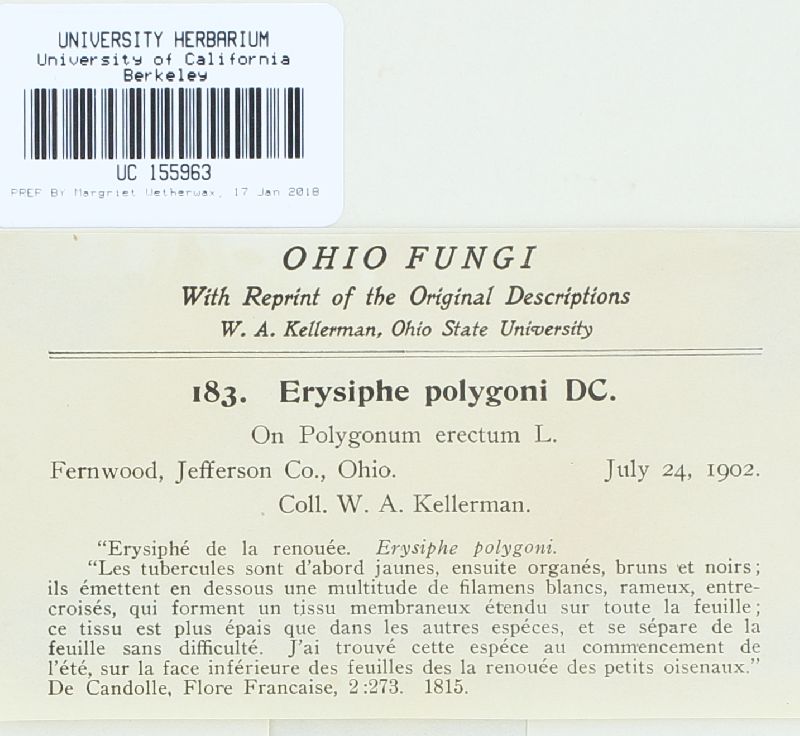 UNIVERSITY HERBARIUM
University of California
Berkeley
UC 155963
PREP BY Margriet Wetherwax, 17 Jan 2018
OHIO FUNGI
With Reprint of the Original Descriptions
W. A. Kellerman, Ohio State University
183. Erysiphe polygoni DC.
On Polygonum erectum L.
Fernwood, Jefferson Co., Ohio. July 24, 1902.
Coll. W. A. Kellerman.
“Erysiphé de la renouée. Erysiphe polygoni.
“Les tubercules sont d'abord jaunes, ensuite organés, bruns et noirs;
ils émettent en dessous une multitude de filamens blancs, rameux, entre-
croisés, qui forment un tissu membraneux étendu sur toute la feuille;
ce tissu est plus épais que dans les autres espéces, et se sépare de la
feuille sans difficulté. J'ai trouvé cette espéce au commencement de
l'été, sur la face inférieure des feuilles des la renouée des petits oisenaux.”
De Candolle, Flore Francaise, 2:273. 1815.